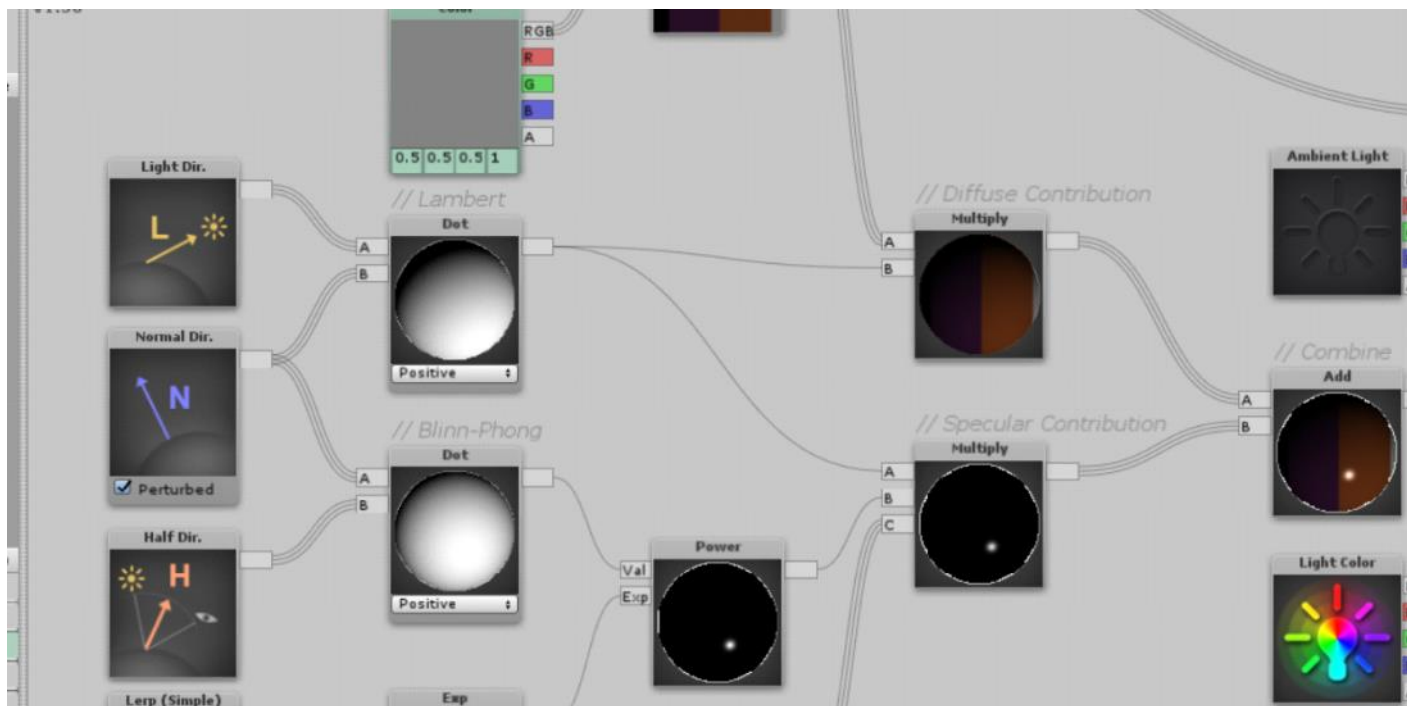 Color
RGB
R
G
B
A
0.5 0.5 0.5 1
Light Dir.
L
// Lambert
Dot
A
B
Positive
// Diffuse Contribution
Multiply
A
B
Ambient Light
Normal Dir.
N
Perturbed
// Blinn-Phong
Dot
A
B
Positive
// Specular Contribution
Multiply
A
B
C
// Combine
Add
A
B
Half Dir.
H
Power
Val
Exp
Light Color
Lerp (Simple)
Exp